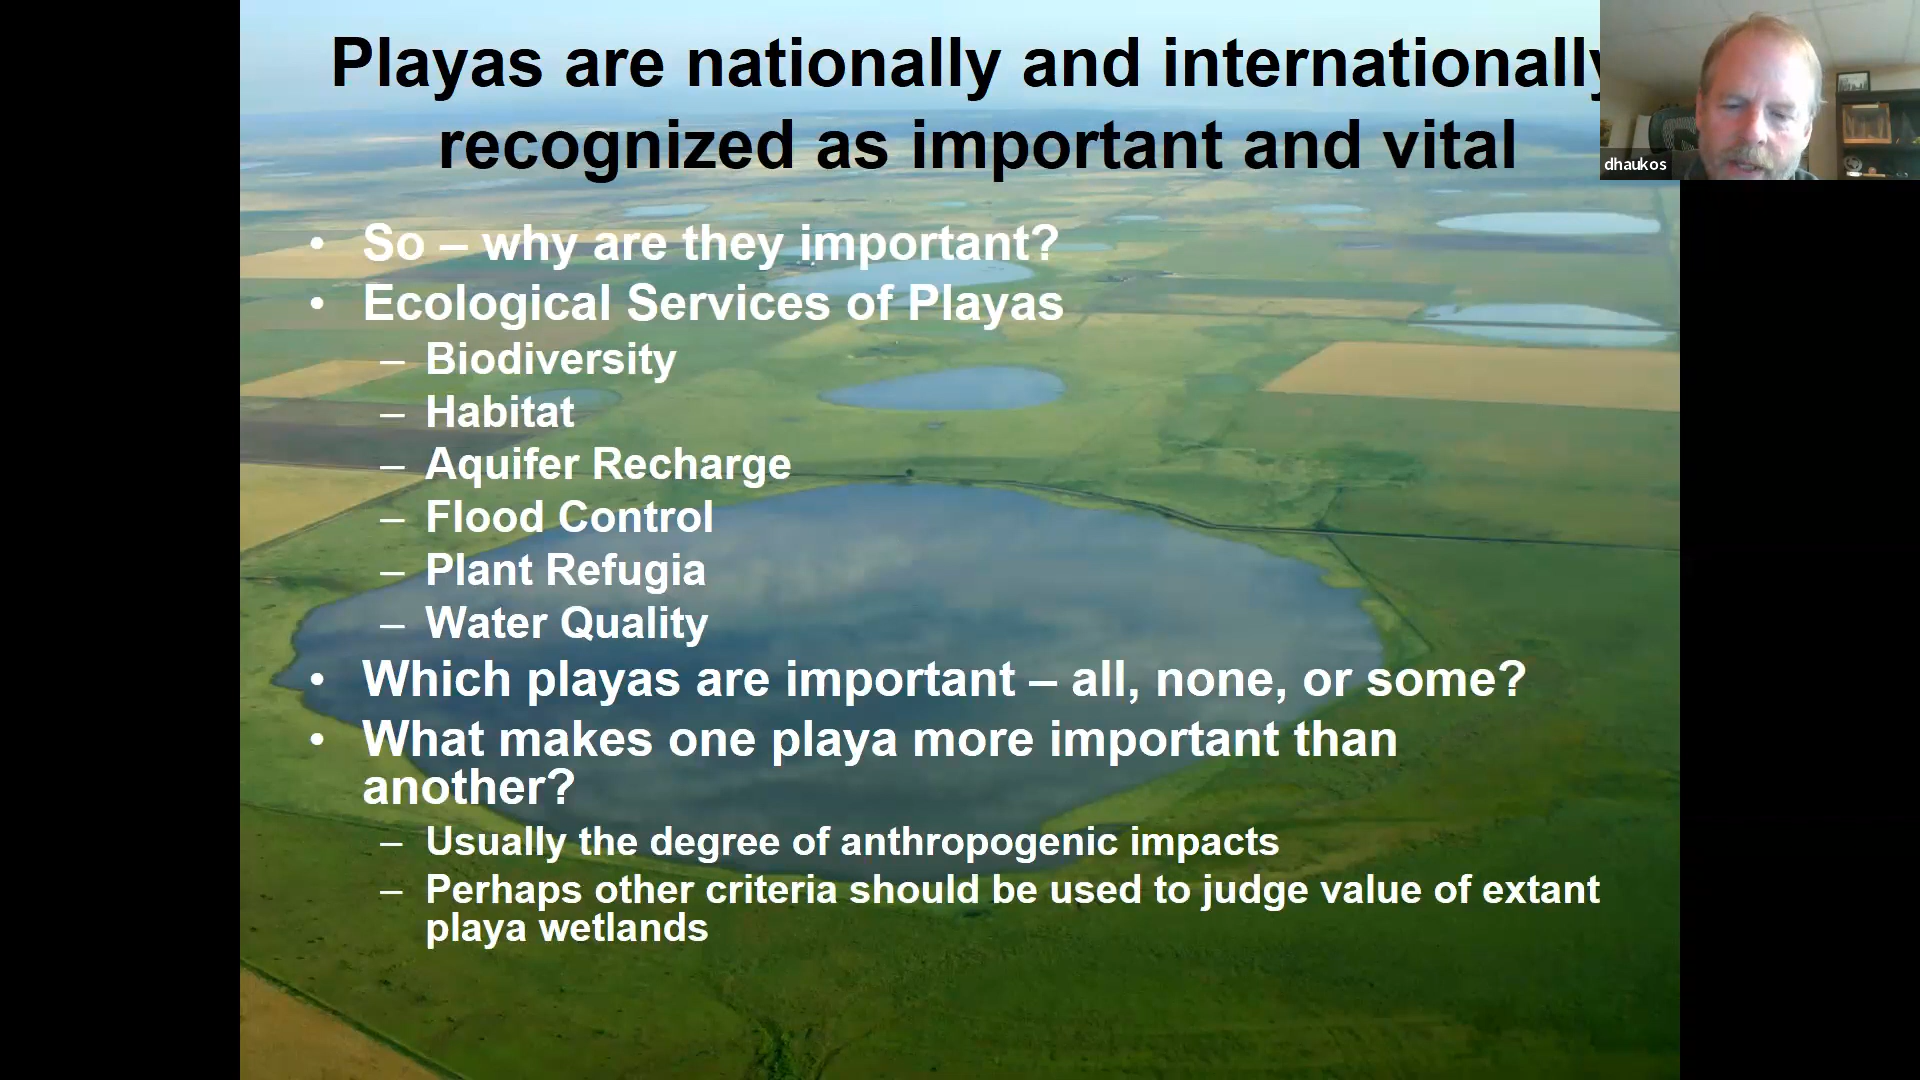 Playas are nationally and internationally
recognized as important and vital
dhaukos
• So – why are they important?
• Ecological Services of Playas
– Biodiversity
– Habitat
– Aquifer Recharge
– Flood Control
– Plant Refugia
– Water Quality
• Which playas are important – all, none, or some?
• What makes one playa more important than
another?
– Usually the degree of anthropogenic impacts
– Perhaps other criteria should be used to judge value of extant
playa wetlands